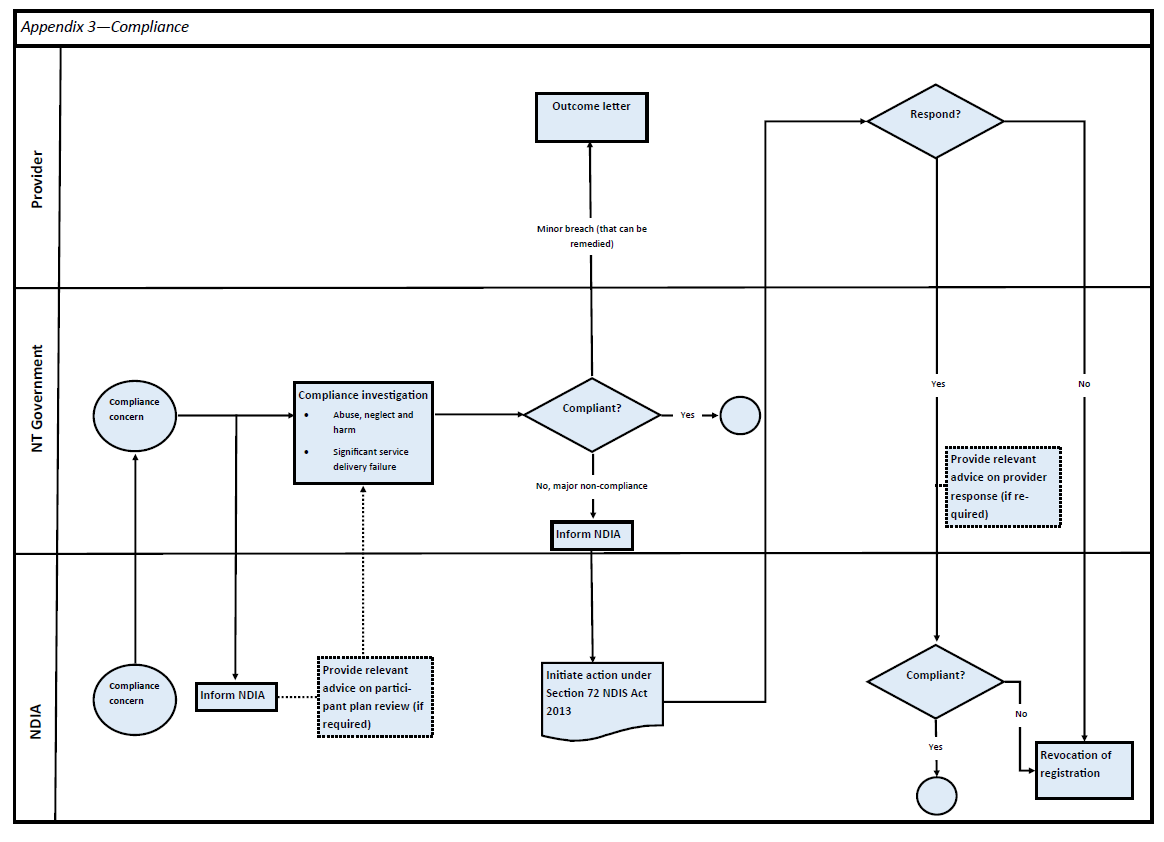 Appendix 3—Compliance
Provider
Outcome letter
Respond?
Minor breach (that can be
remedied)
NT Government
Compliance
concern
Compliance investigation
• Abuse, neglect and
harm
• Significant service
delivery failure
Compliant?
Yes
No, major non-compliance
Inform NDIA
Yes
No
Provide relevant
advice on provider
response (if re-
quired)
NDIA
Compliance
concern
Inform NDIA
Provide relevant
advice on partici-
pant plan review (if
required)
Initiate action under
Section 72 NDIS Act
2013
Compliant?
No
Yes
Revocation of
registration